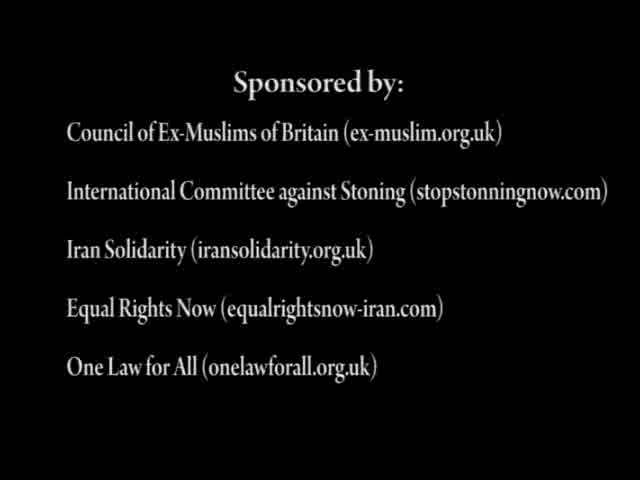 Sponsored by:
Council of Ex-Muslims of Britain (ex-muslim.org.uk)
International Committee against Stoning (stopstonningnow.com)
Iran Solidarity (iransolidarity.org.uk)
Equal Rights Now (equalrightsnow-iran.com)
One Law for All (onelawforall.org.uk)